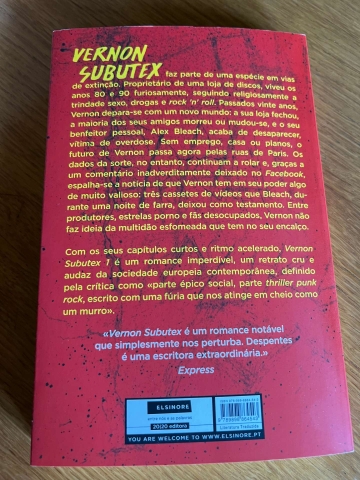 VERNON
SUBUTEX faz parte de uma espécie em vias
de extinção. Proprietário de uma loja de discos, viveu os
anos 80 e 90 furiosamente, seguindo religiosamente a
trindade sexo, drogas e rock 'n' roll. Passados vinte anos,
Vernon depara-se com um novo mundo: a sua loja fechou,
a maioria dos seus amigos morreu ou mudou-se, e o seu
benfeitor pessoal, Alex Bleach, acaba de desaparecer,
vítima de overdose. Sem emprego, casa ou planos, o
futuro de Vernon passa agora pelas ruas de Paris. Os
dados da sorte, no entanto, continuam a rolar e, graças a
um comentário inadvertidamente deixado no Facebook,
espalha-se a notícia de que Vernon tem em seu poder algo
de muito valioso: três cassetes de vídeos que Bleach, du-
rante uma noite de farra, deixou como testamento. Entre
produtores, estrelas porno e fãs desocupados, Vernon não
faz ideia da multidão esfomeada que tem no seu encalço.
Com os seus capítulos curtos e ritmo acelerado, Vernon
Subutex 1 é um romance imperdível, um retrato cru e
audaz da sociedade europeia contemporânea, definido
pela crítica como «parte épico social, parte thriller punk
rock, escrito com uma fúria que nos atinge em cheio como
um murro».
«Vernon Subutex é um romance notável
que simplesmente nos perturba. Despentes
é uma escritora extraordinária.»
Express
ELSINORE
20|20 editora
Literatura Traduzida
YOU ARE WELCOME TO WWW.ELSINORE.PT